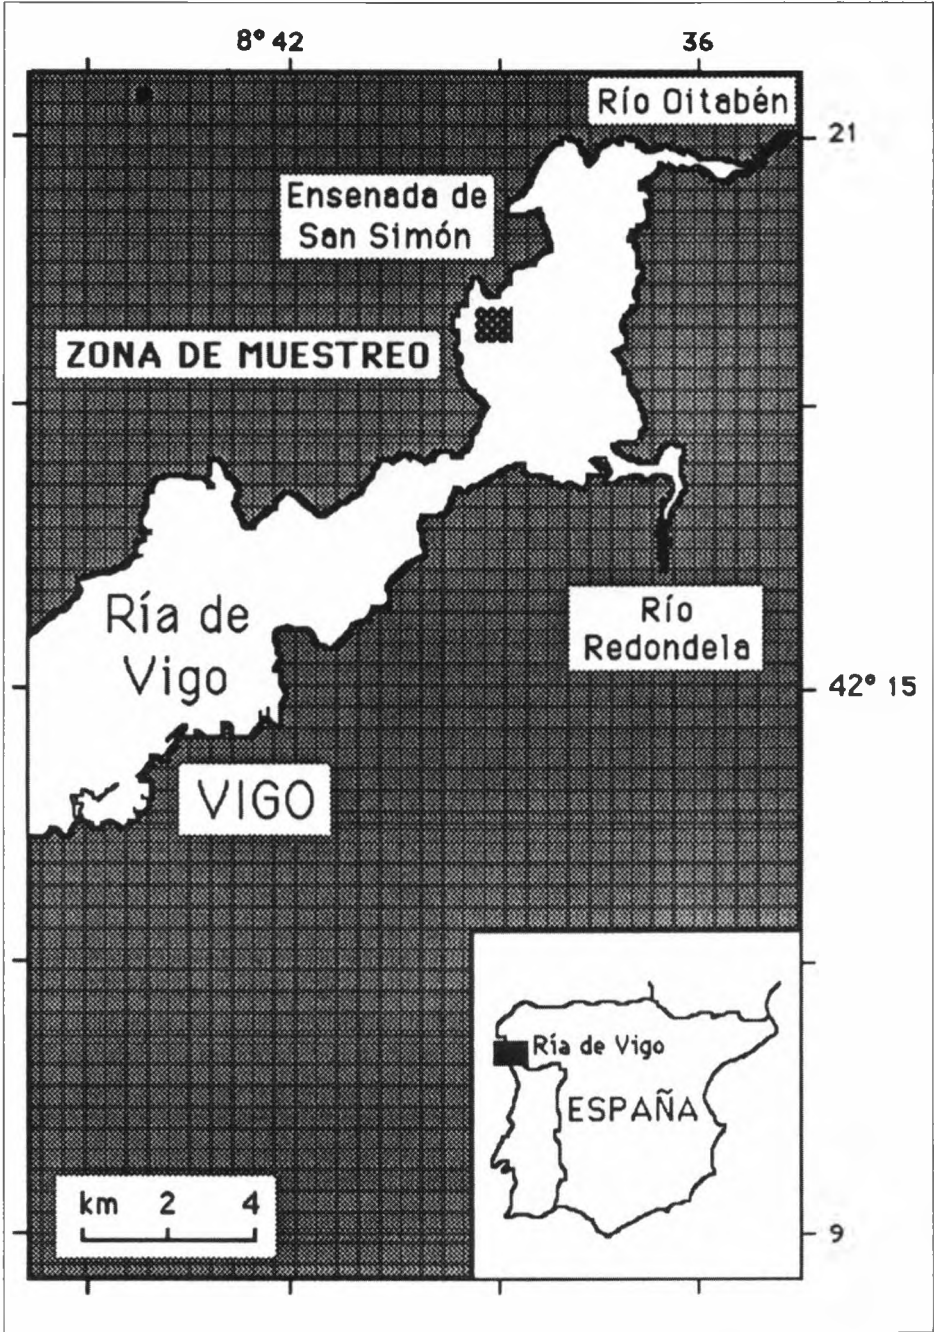 8° 42
36
Río Oitabén
21
Ensenada de
San Simón
ZONA DE MUESTREO
Ría de
Vigo
Río
Redondela
42° 15
VIGO
Ría de Vigo
ESPAÑA
km 2 4
9